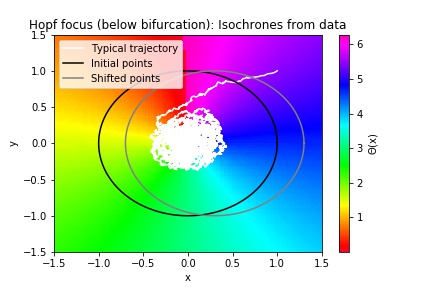 Hopf focus (below bifurcation): Isochrones from data
Typical trajectory
Initial points
Shifted points
1.5
1.0
0.5
0.0
−0.5
−1.0
−1.5
y
−1.5
−1.0
−0.5
0.0
0.5
1.0
1.5
x
6
5
4
3
2
1
Θ(x)